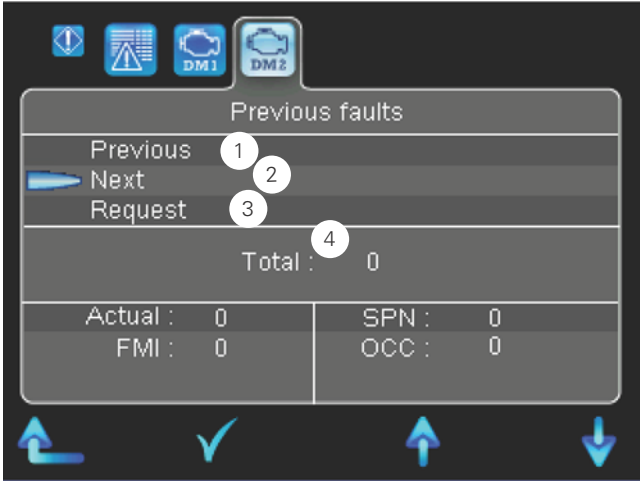 DM1
DM2
Previous faults
Previous 1
Next 2
Request 3
4
Total : 0
Actual : 0 SPN : 0
FMI : 0 OCC : 0